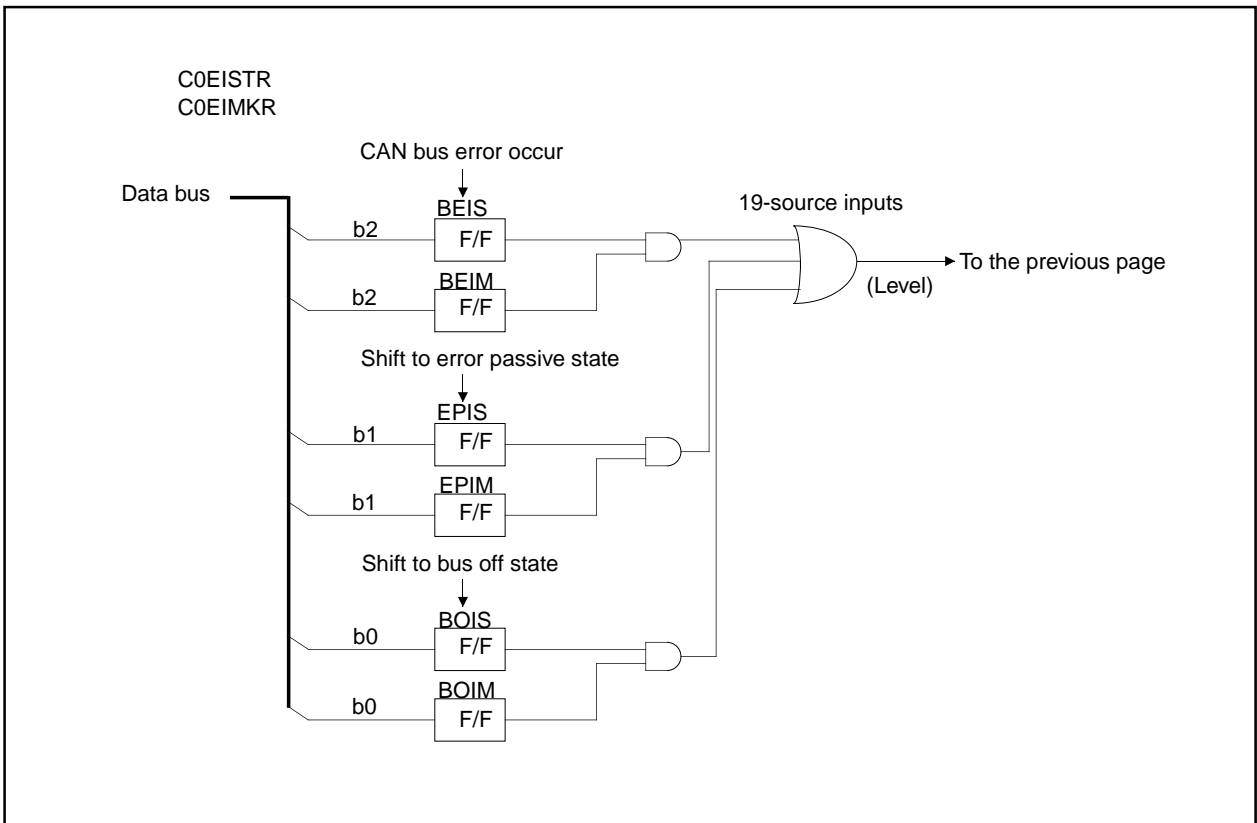 C0EISTR
C0EIMKR
CAN bus error occur
Data bus
19-source inputs
BEIS
b2
F/F
BEIM
b2
F/F
To the previous page
(Level)
Shift to error passive state
EPIS
b1
F/F
EPIM
b1
F/F
Shift to bus off state
BOIS
b0
F/F
BOIM
b0
F/F